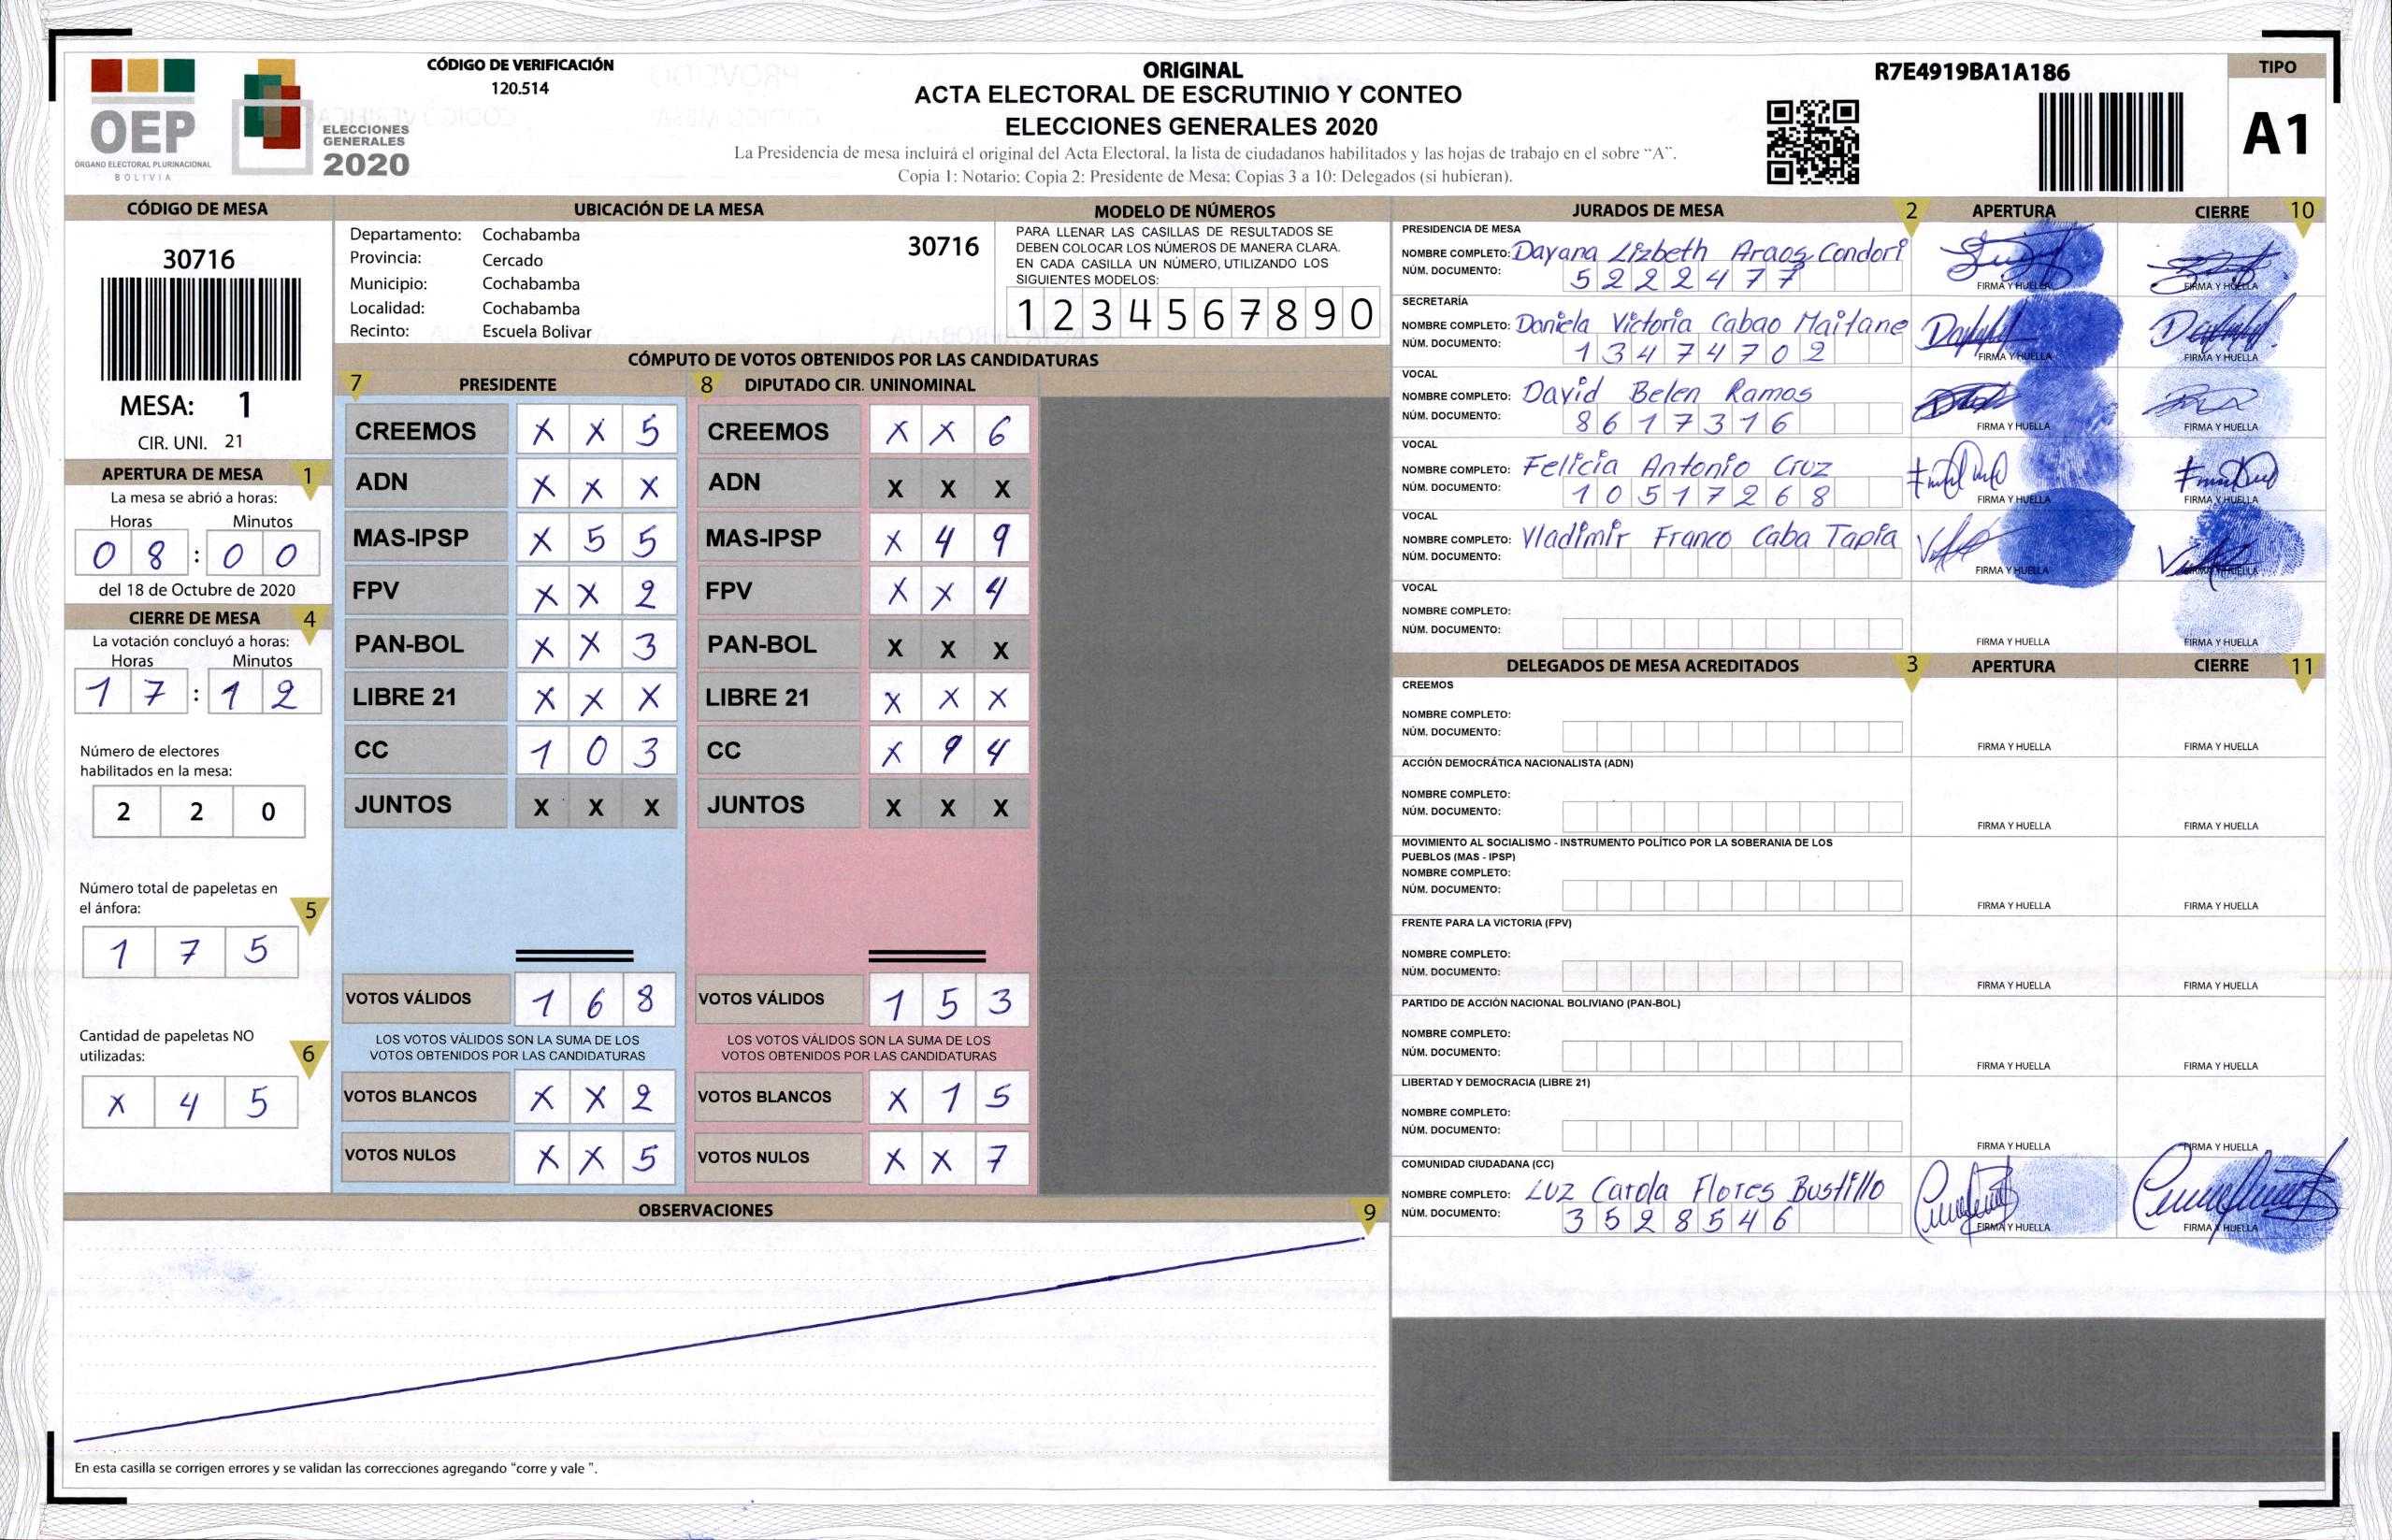 CÓDIGO DE VERIFICACIÓN
120.514
OEP
ÓRGANO ELECTORAL PLURINACIONAL
BOLIVIA
ELECCIONES
GENERALES
2020
ORIGINAL
ACTA ELECTORAL DE ESCRUTINIO Y CONTEO
ELECCIONES GENERALES 2020
La Presidencia de mesa incluirá el original del Acta Electoral, la lista de ciudadanos habilitados y las hojas de trabajo en el sobre “A”.
Copia 1: Notario; Copia 2: Presidente de Mesa; Copias 3 a 10: Delegados (si hubieran).
R7E4919BA1A186
TIPO
A1
CÓDIGO DE MESA
30716
MESA: 1
CIR. UNI. 21
APERTURA DE MESA 1
La mesa se abrió a horas:
Horas Minutos
0 8 : 0 0
del 18 de Octubre de 2020
CIERRE DE MESA 4
La votación concluyó a horas:
Horas Minutos
1 7 : 1 2
Número de electores
habilitados en la mesa:
2 2 0
Número total de papeletas en
el ánfora: 5
1 7 5
Cantidad de papeletas NO
utilizadas: 6
X 4 5
UBICACIÓN DE LA MESA
Departamento: Cochabamba 30716
Provincia: Cercado
Municipio: Cochabamba
Localidad: Cochabamba
Recinto: Escuela Bolivar
MODELO DE NÚMEROS
PARA LLENAR LAS CASILLAS DE RESULTADOS SE
DEBEN COLOCAR LOS NÚMEROS DE MANERA CLARA.
EN CADA CASILLA UN NÚMERO, UTILIZANDO LOS
SIGUIENTES MODELOS:
1 2 3 4 5 6 7 8 9 0
CÓMPUTO DE VOTOS OBTENIDOS POR LAS CANDIDATURAS
7 PRESIDENTE
CREEMOS X X 5
ADN X X X
MAS-IPSP X 5 5
FPV X X 2
PAN-BOL X X 3
LIBRE 21 X X X
CC 1 0 3
JUNTOS X X X
VOTOS VÁLIDOS 1 6 8
LOS VOTOS VÁLIDOS SON LA SUMA DE LOS
VOTOS OBTENIDOS POR LAS CANDIDATURAS
VOTOS BLANCOS X X 2
VOTOS NULOS X X 5
8 DIPUTADO CIR. UNINOMINAL
CREEMOS X X 6
ADN X X X
MAS-IPSP X 4 9
FPV X X 4
PAN-BOL X X X
LIBRE 21 X X X
CC X 9 4
JUNTOS X X X
VOTOS VÁLIDOS 1 5 3
LOS VOTOS VÁLIDOS SON LA SUMA DE LOS
VOTOS OBTENIDOS POR LAS CANDIDATURAS
VOTOS BLANCOS X 1 5
VOTOS NULOS X X 7
OBSERVACIONES 9
En esta casilla se corrigen errores y se validan las correcciones agregando “corre y vale ”.
JURADOS DE MESA 2 APERTURA CIERRE 10
PRESIDENCIA DE MESA
NOMBRE COMPLETO: Dayana Lizbeth Araos Condori
NÚM. DOCUMENTO: 5 2 2 2 4 7 7
FIRMA Y HUELLA FIRMA Y HUELLA
SECRETARÍA
NOMBRE COMPLETO: Daniela Victoria Cabao Maitane
NÚM. DOCUMENTO: 1 3 4 7 4 7 0 2
FIRMA Y HUELLA FIRMA Y HUELLA
VOCAL
NOMBRE COMPLETO: David Belen Ramos
NÚM. DOCUMENTO: 8 6 1 7 3 1 6
FIRMA Y HUELLA FIRMA Y HUELLA
VOCAL
NOMBRE COMPLETO: Felicia Antonio Cruz
NÚM. DOCUMENTO: 1 0 5 1 7 2 6 8
FIRMA Y HUELLA FIRMA Y HUELLA
VOCAL
NOMBRE COMPLETO: Vladimir Franco Caba Tapia
NÚM. DOCUMENTO:
FIRMA Y HUELLA FIRMA Y HUELLA
VOCAL
NOMBRE COMPLETO:
NÚM. DOCUMENTO:
FIRMA Y HUELLA FIRMA Y HUELLA
DELEGADOS DE MESA ACREDITADOS 3 APERTURA CIERRE 11
CREEMOS
NOMBRE COMPLETO:
NÚM. DOCUMENTO:
FIRMA Y HUELLA FIRMA Y HUELLA
ACCIÓN DEMOCRÁTICA NACIONALISTA (ADN)
NOMBRE COMPLETO:
NÚM. DOCUMENTO:
FIRMA Y HUELLA FIRMA Y HUELLA
MOVIMIENTO AL SOCIALISMO - INSTRUMENTO POLÍTICO POR LA SOBERANIA DE LOS
PUEBLOS (MAS - IPSP)
NOMBRE COMPLETO:
NÚM. DOCUMENTO:
FIRMA Y HUELLA FIRMA Y HUELLA
FRENTE PARA LA VICTORIA (FPV)
NOMBRE COMPLETO:
NÚM. DOCUMENTO:
FIRMA Y HUELLA FIRMA Y HUELLA
PARTIDO DE ACCIÓN NACIONAL BOLIVIANO (PAN-BOL)
NOMBRE COMPLETO:
NÚM. DOCUMENTO:
FIRMA Y HUELLA FIRMA Y HUELLA
LIBERTAD Y DEMOCRACIA (LIBRE 21)
NOMBRE COMPLETO:
NÚM. DOCUMENTO:
FIRMA Y HUELLA FIRMA Y HUELLA
COMUNIDAD CIUDADANA (CC)
NOMBRE COMPLETO: Luz Carola Flores Bustillo
NÚM. DOCUMENTO: 3 5 2 8 5 4 6
FIRMA Y HUELLA FIRMA Y HUELLA